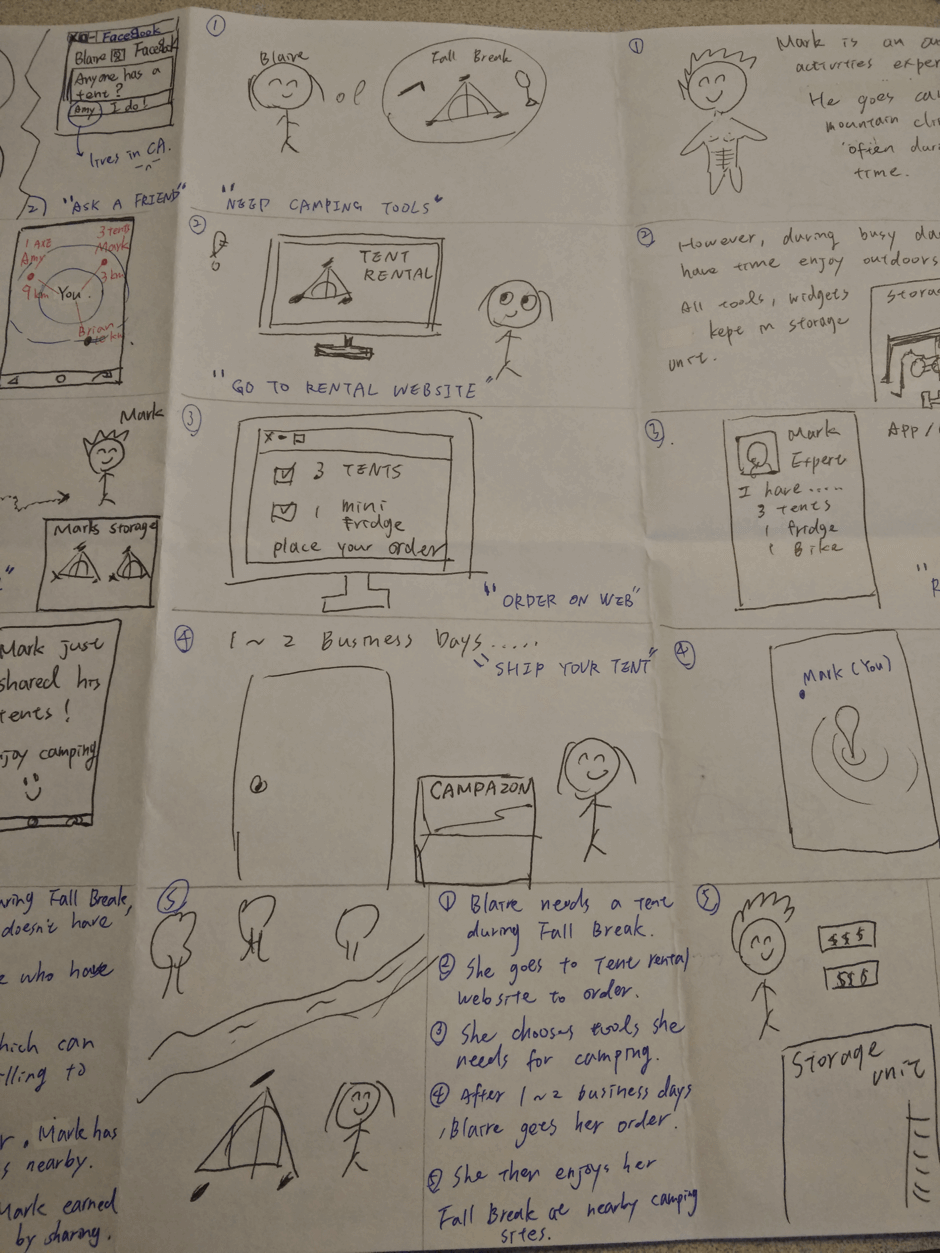 FaceBook
Blaire FaceBook
Anyone has a
tent?
Amy I do!
lives in CA.
2) "ASK A FRIEND"
1 AXE
Amy
9 km
3 Tents
Mark
3 km
You.
Brian
km
Mark
Marks storage
Mark just
shared his
tents!
joy camping
aring Fall Break,
doesn't have
who have
hich can
lling to
r. Mark has
s nearby.
Mark earned
by sharing.
①
Blaire
Fall Break
"NEED CAMPING TOOLS"
②
TENT
RENTAL
"GO TO RENTAL WEBSITE"
③
X - □
3 TENTS
1 mini
fridge
place your order
"ORDER ON WEB"
④ 1~2 Business Days.....
"SHIP YOUR TENT"
CAMPAZON
⑤
① Blaire needs a Tent
during Fall Break.
② She goes to Tent rental
website to order.
③ She chooses tools she
needs for camping.
④ After 1~2 business days
, Blaire gets her order.
⑤ She then enjoys her
Fall Break at nearby camping
sites.
①
Mark is an
activities exper
He goes
mountain
often
time.
② However, during busy
have time enjoy outdoors
All tools, widgets
kept in storage
unit.
Storag
③.
Mark
Expert
I have .....
3 Tents
1 fridge
1 Bike
APP/
④
Mark (You)
⑤
$$$
$$$
Storage
unit